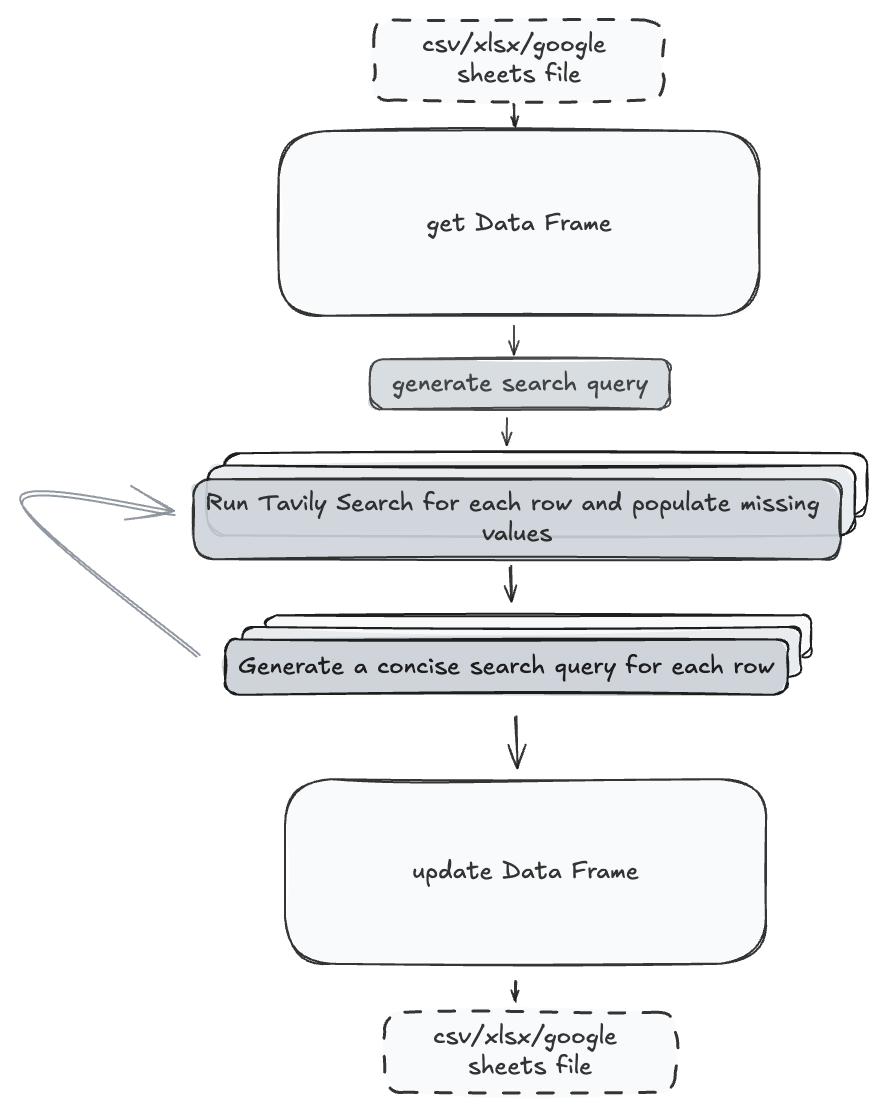 csv/xlsx/google
sheets file
get Data Frame
generate search query
Run Tavily Search for each row and populate missing
values
Generate a concise search query for each row
update Data Frame
csv/xlsx/google
sheets file